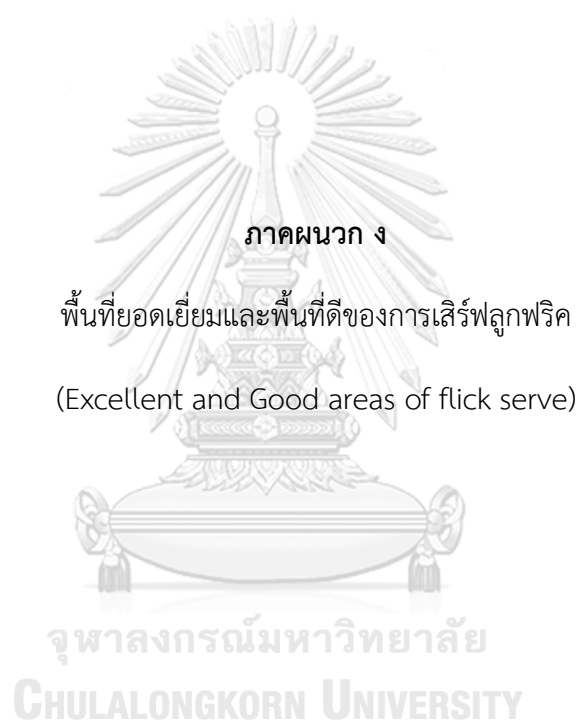 ภาคผนวก ง
พื้นที่ยอดเยี่ยมและพื้นที่ดีของการเสิร์ฟลูกฟริค
(Excellent and Good areas of flick serve)
จุฬาลงกรณ์มหาวิทยาลัย
CHULALONGKORN UNIVERSITY